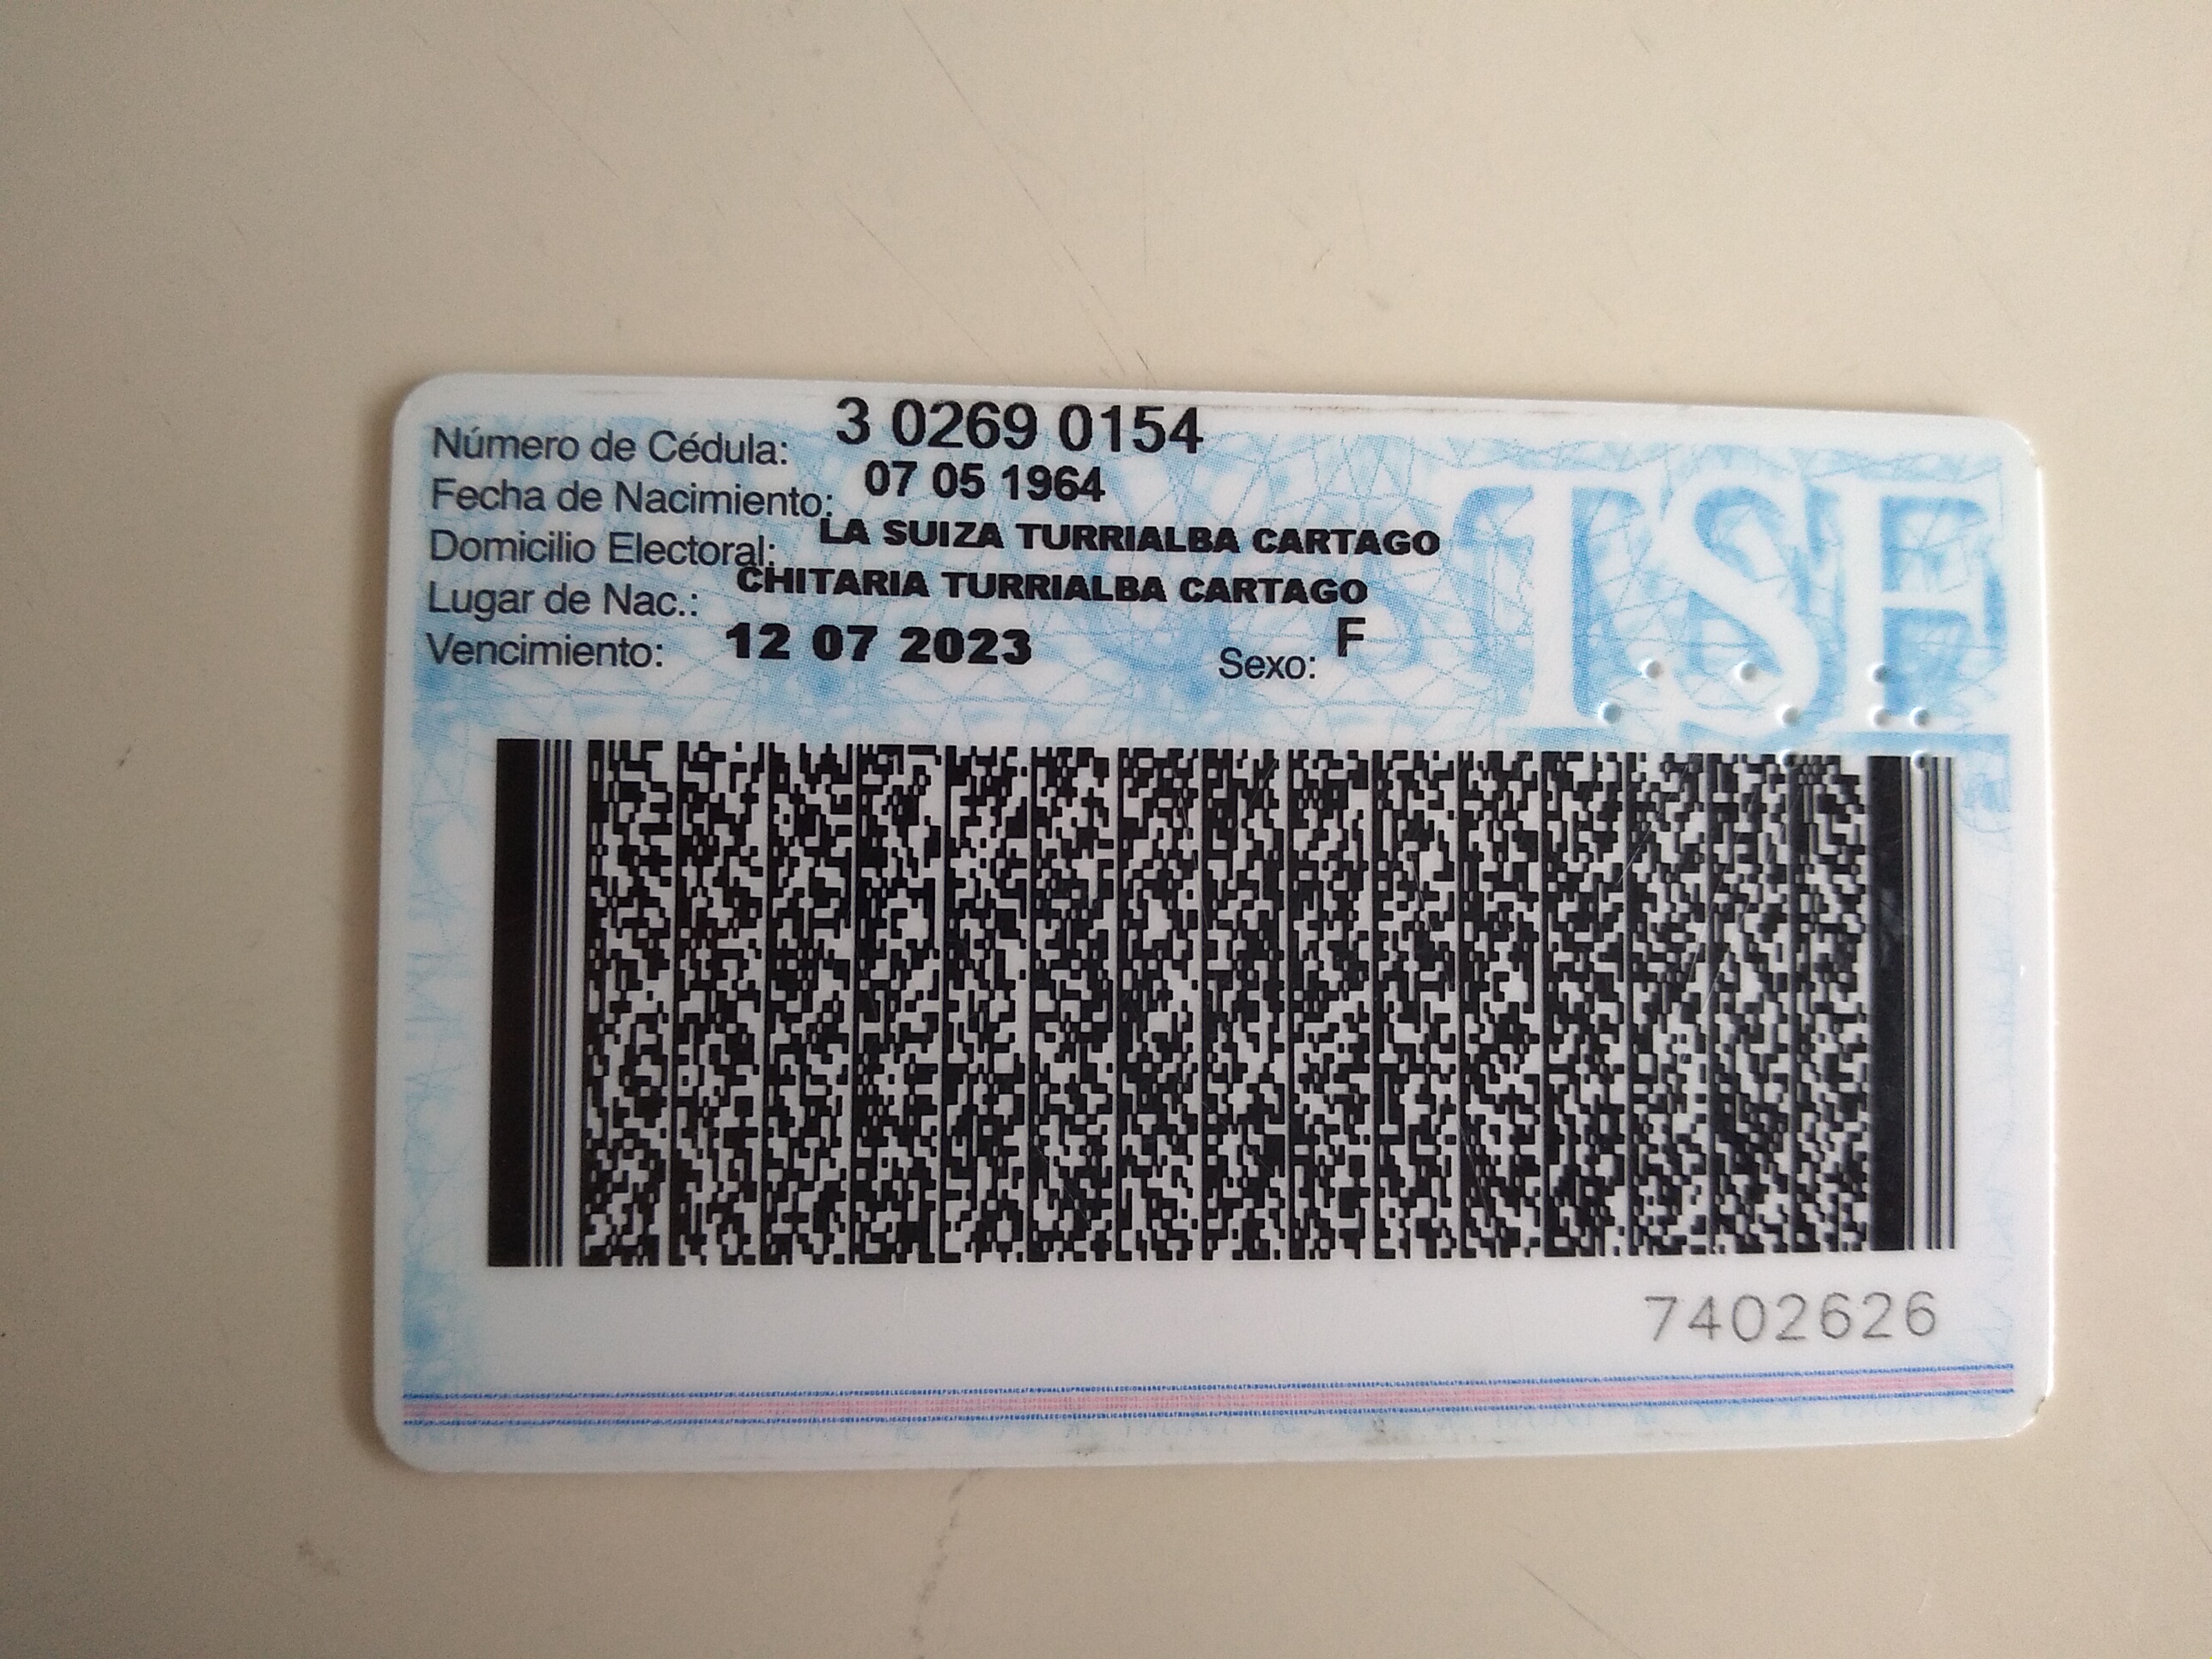 Número de Cédula: 3 0269 0154
Fecha de Nacimiento: 07 05 1964
Domicilio Electoral: LA SUIZA TURRIALBA CARTAGO
Lugar de Nac.: CHITARIA TURRIALBA CARTAGO
Vencimiento: 12 07 2023 Sexo: F
TSE
7402626